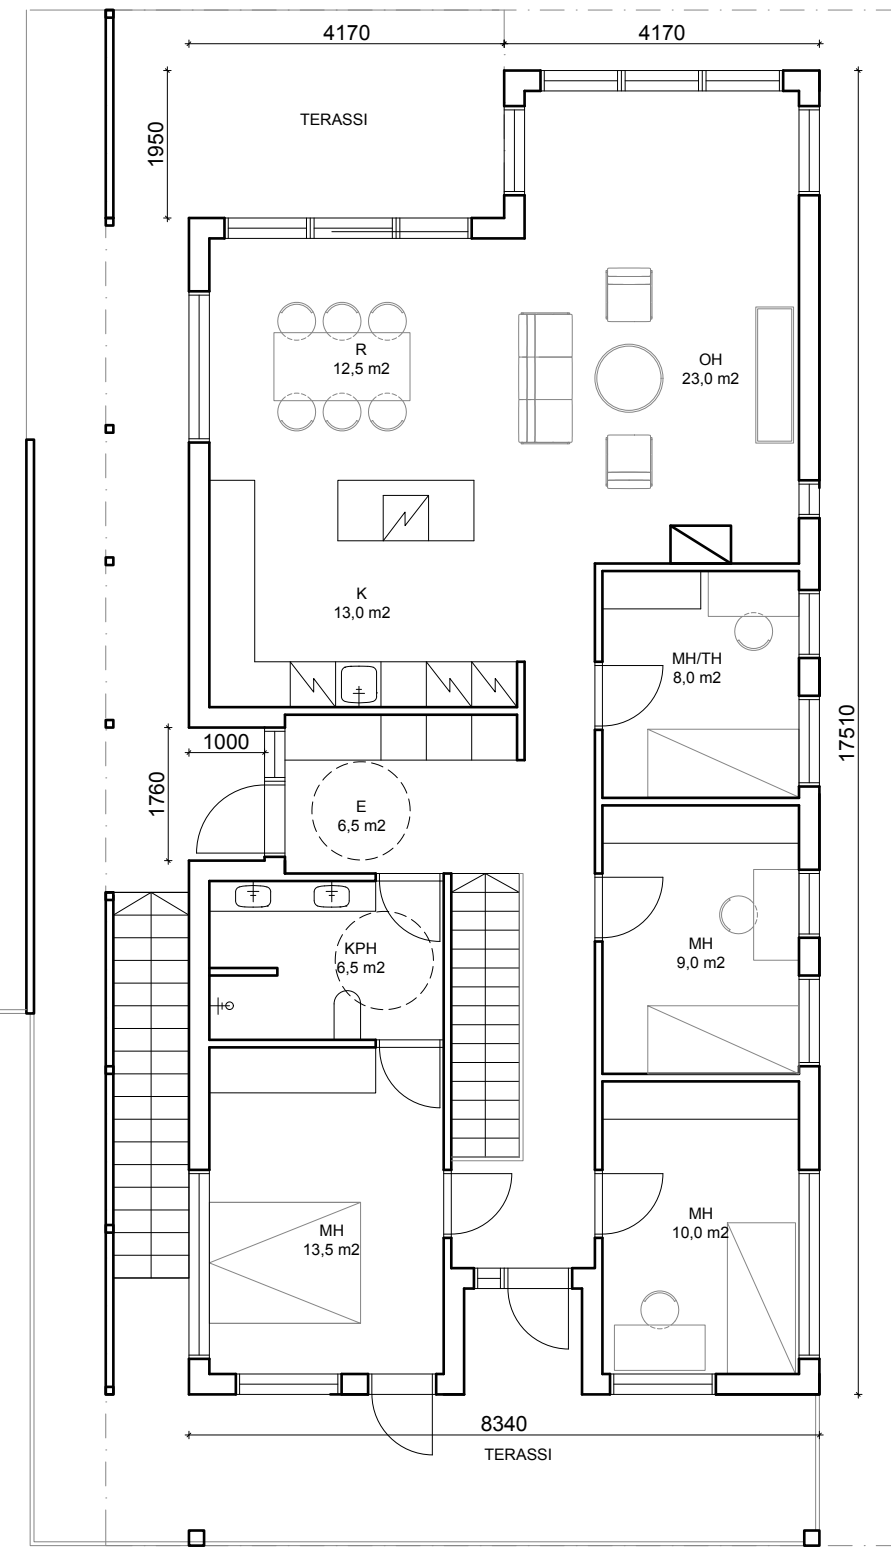 4170
4170
1950
TERASSI
R
12,5 m2
OH
23,0 m2
K
13,0 m2
MH/TH
8,0 m2
17510
1000
1760
E
6,5 m2
KPH
6,5 m2
MH
9,0 m2
MH
13,5 m2
MH
10,0 m2
8340
TERASSI